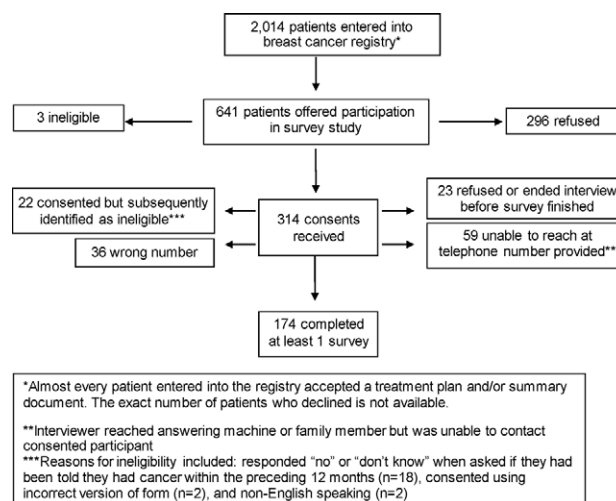 2,014 patients entered into
breast cancer registry*
3 ineligible
641 patients offered participation
in survey study
296 refused
22 consented but subsequently
identified as ineligible***
314 consents
received
23 refused or ended interview
before survey finished
36 wrong number
59 unable to reach at
telephone number provided**
174 completed
at least 1 survey
*Almost every patient entered into the registry accepted a treatment plan and/or summary
document. The exact number of patients who declined is not available.
**Interviewer reached answering machine or family member but was unable to contact
consented participant
***Reasons for ineligibility included: responded “no” or “don’t know” when asked if they had
been told they had cancer within the preceding 12 months (n=18), consented using
incorrect version of form (n=2), and non-English speaking (n=2)